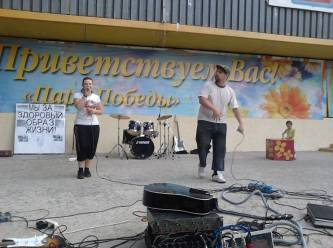 Приветствуем Вас!
«Парк Победы»
МЫ ЗА
ЗДОРОВЫЙ
ОБРАЗ
ЖИЗНИ!